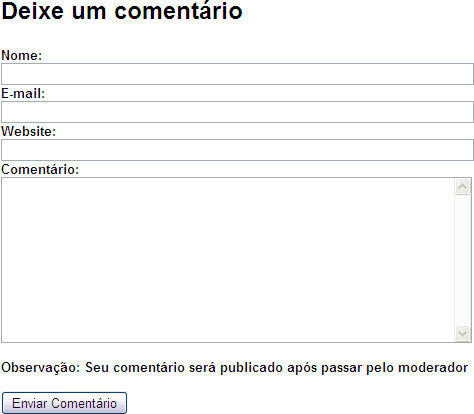 Deixe um comentário
Nome:
E-mail:
Website:
Comentário:
Observação: Seu comentário será publicado após passar pelo moderador
Enviar Comentário